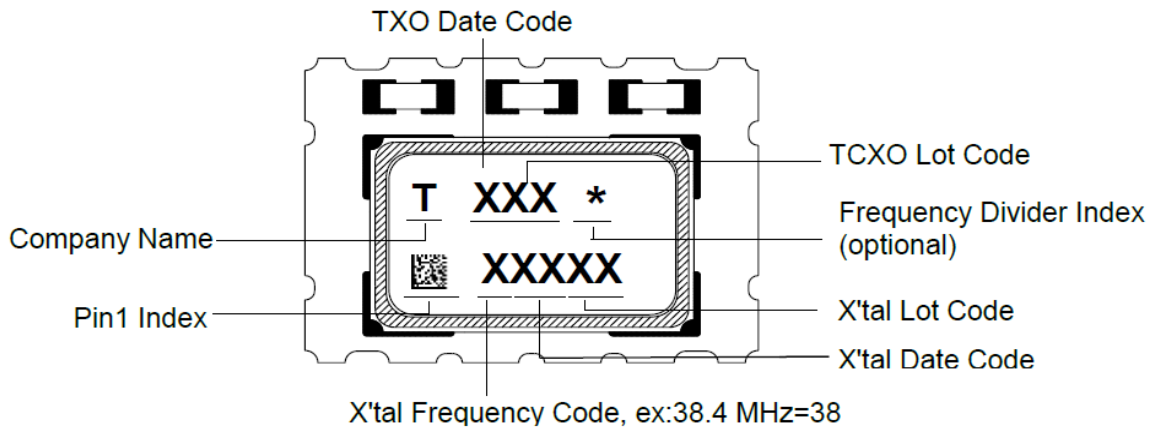 TXO Date Code
TCXO Lot Code
T XXX *
Frequency Divider Index
(optional)
Company Name
XXXXX
Pin1 Index
X'tal Lot Code
X'tal Date Code
X'tal Frequency Code, ex:38.4 MHz=38